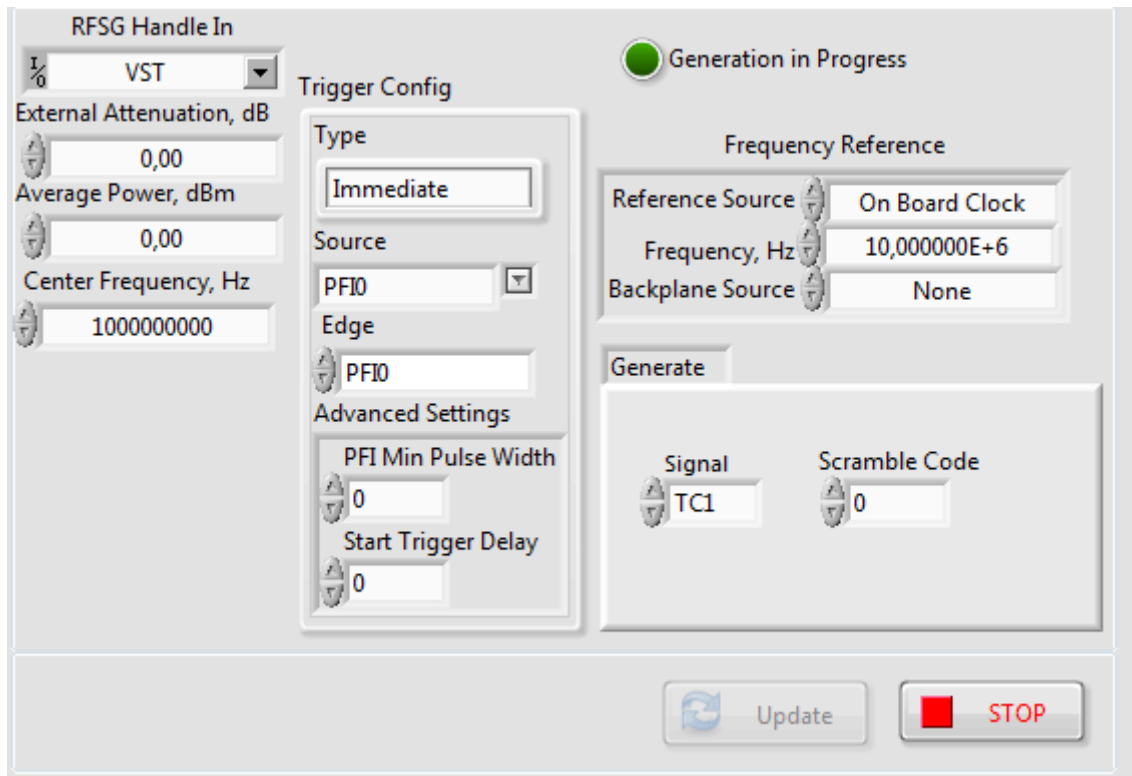 RFSG Handle In
I/O VST
External Attenuation, dB
0,00
Average Power, dBm
0,00
Center Frequency, Hz
1000000000
Trigger Config
Type
Immediate
Source
PFI0
Edge
PFI0
Advanced Settings
PFI Min Pulse Width
0
Start Trigger Delay
0
Generation in Progress
Frequency Reference
Reference Source On Board Clock
Frequency, Hz 10,000000E+6
Backplane Source None
Generate
Signal Scramble Code
TC1 0
Update STOP